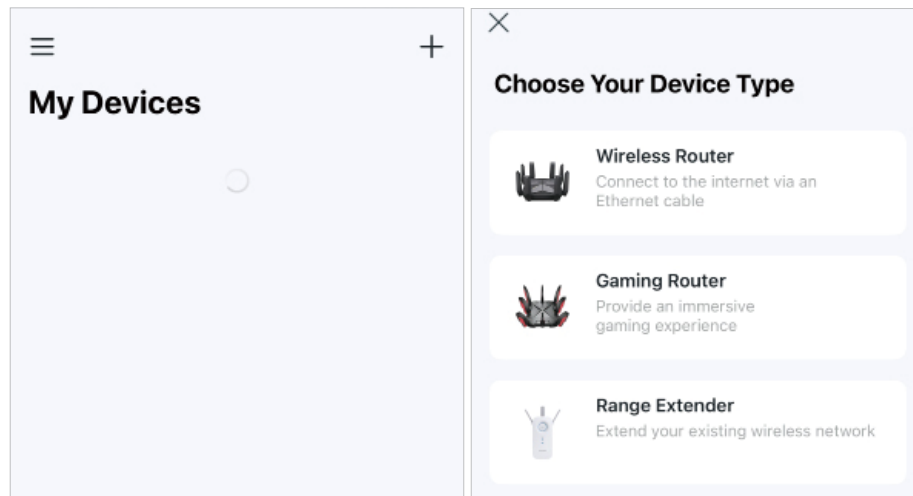 My Devices
Choose Your Device Type
Wireless Router
Connect to the internet via an
Ethernet cable
Gaming Router
Provide an immersive
gaming experience
Range Extender
Extend your existing wireless network